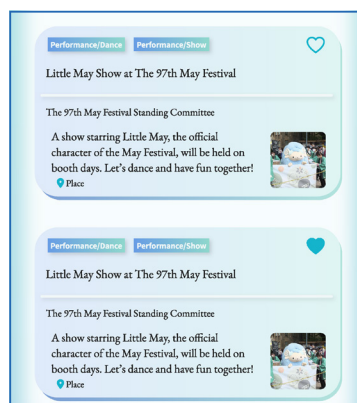 Performance/Dance Performance/Show
Little May Show at The 97th May Festival
The 97th May Festival Standing Committee
A show starring Little May, the official
character of the May Festival, will be held on
booth days. Let's dance and have fun together!
Place
Performance/Dance Performance/Show
Little May Show at The 97th May Festival
The 97th May Festival Standing Committee
A show starring Little May, the official
character of the May Festival, will be held on
booth days. Let's dance and have fun together!
Place